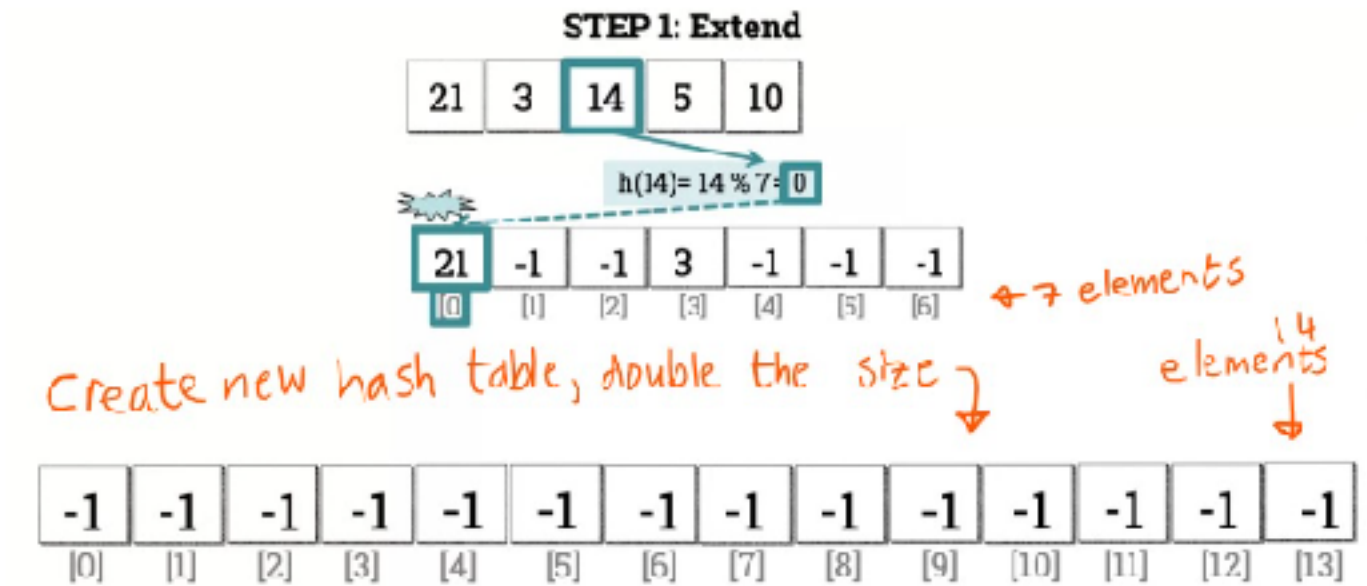 STEP 1: Extend
21 3 14 5 10
h(14)= 14 % 7= 0
21 -1 -1 3 -1 -1 -1
[0 [1] [2] [3] [4] [5] [6]
7 elements
14
elements
Create new hash table, double the size
-1 -1 -1 -1 -1 -1 -1 -1 -1 -1 -1 -1 -1 -1
[0] [1] [2] [3] [4] [5] [6] [7] [8] [9] [10] [11] [12] [13]